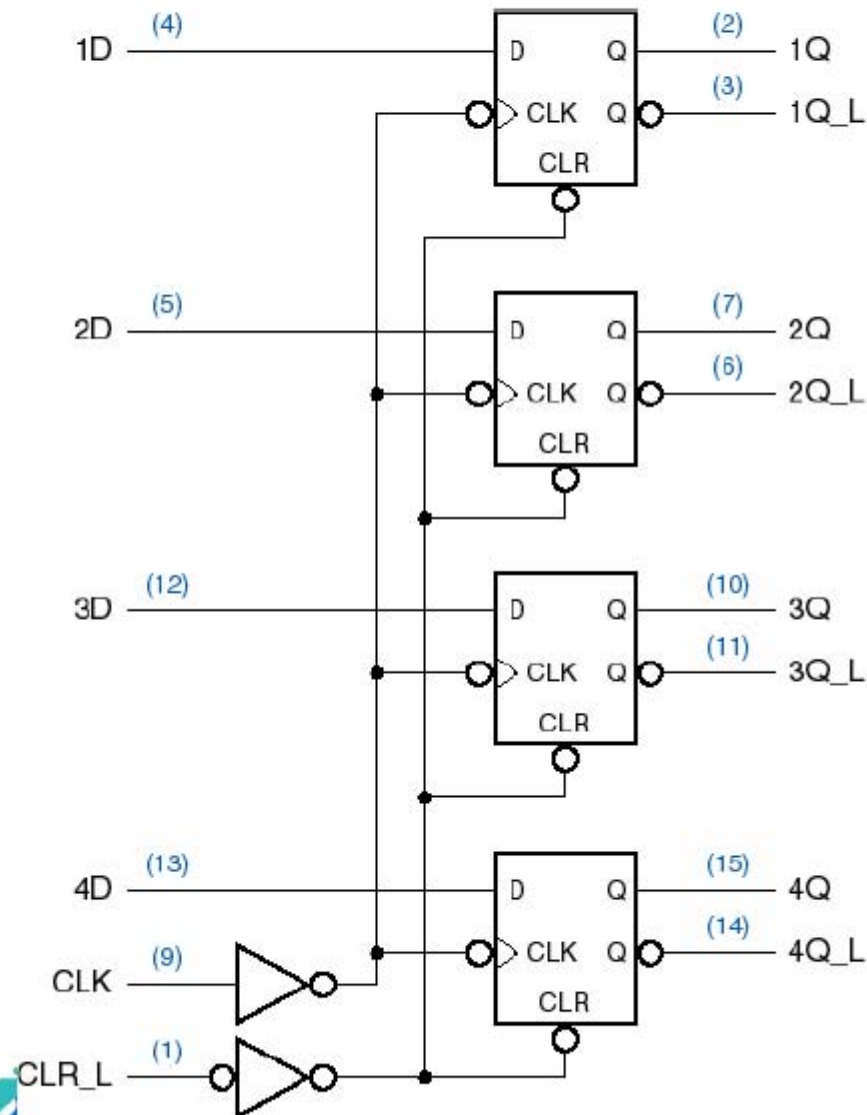 (4) (2)
1D D Q 1Q
(3)
CLK Q 1Q_L
CLR
(5) (7)
2D D Q 2Q
(6)
CLK Q 2Q_L
CLR
(12) (10)
3D D Q 3Q
(11)
CLK Q 3Q_L
CLR
(13) (15)
4D D Q 4Q
(14)
CLK Q 4Q_L
(9)
CLK
CLR
(1)
CLR_L